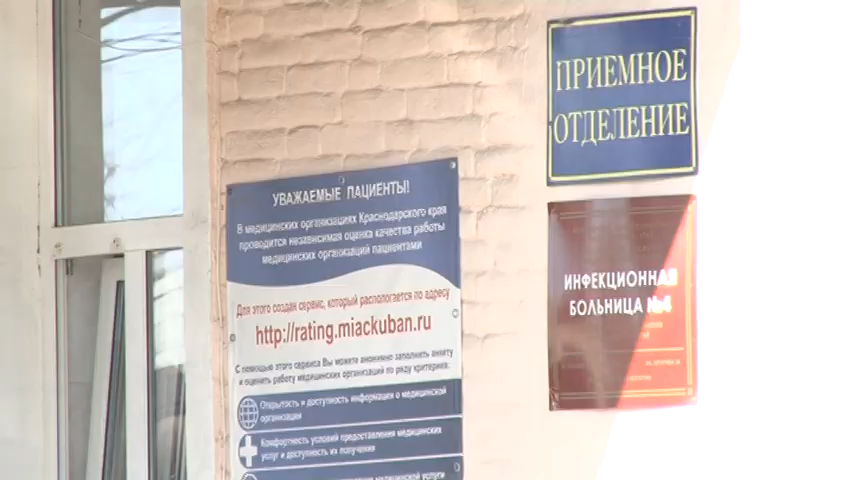 ПРИЕМНОЕ
ОТДЕЛЕНИЕ
УВАЖАЕМЫЕ ПАЦИЕНТЫ!
В медицинских организациях Краснодарского края
проводится независимая оценка качества работы
медицинских организаций пациентами
Для этого создан сервис, который распологается по адресу
http://rating.miackuban.ru
С помощью этого сервиса Вы можете анонимно заполнить анкету
и оценить работу медицинских организаций по ряду критериев:
Открытость и доступность информации о медицинской
организации
Комфортность условий предоставления медицинских
услуг и доступность их получения
медицинской услуги
ИНФЕКЦИОННАЯ
БОЛЬНИЦА №4